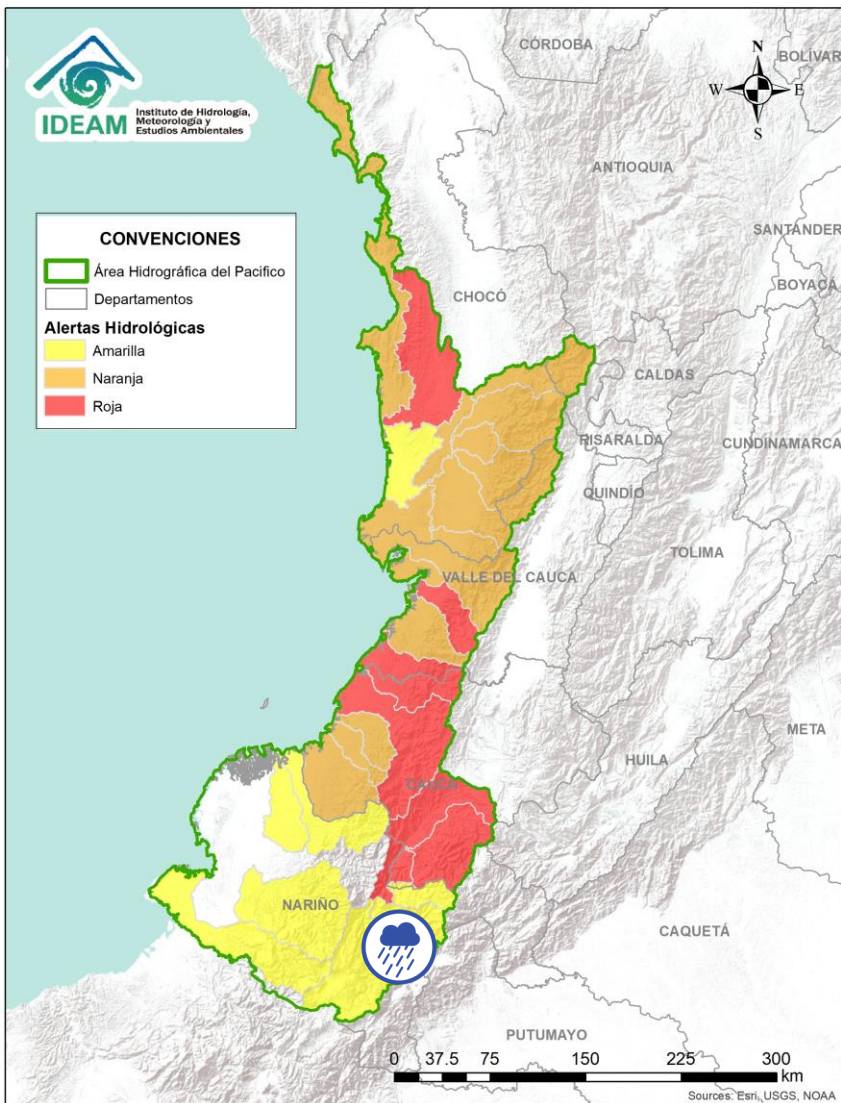 CÓRDOBA
BOLÍVAR
N
W E
S
IDEAM
Instituto de Hidrología,
Meteorología y
Estudios Ambientales
ANTIOQUIA
SANTANDER
BOYACÁ
CONVENCIONES
Área Hidrográfica del Pacifico
Departamentos
Alertas Hidrológicas
Amarilla
Naranja
Roja
CHOCÓ
CALDAS
RISARALDA
CUNDINAMARCA
QUINDÍO
TOLIMA
VALLE DEL CAUCA
META
HUILA
CAUCA
NARIÑO
CAQUETÁ
PUTUMAYO
0 37.5 75 150 225 300
km
Sources: Esri, USGS, NOAA